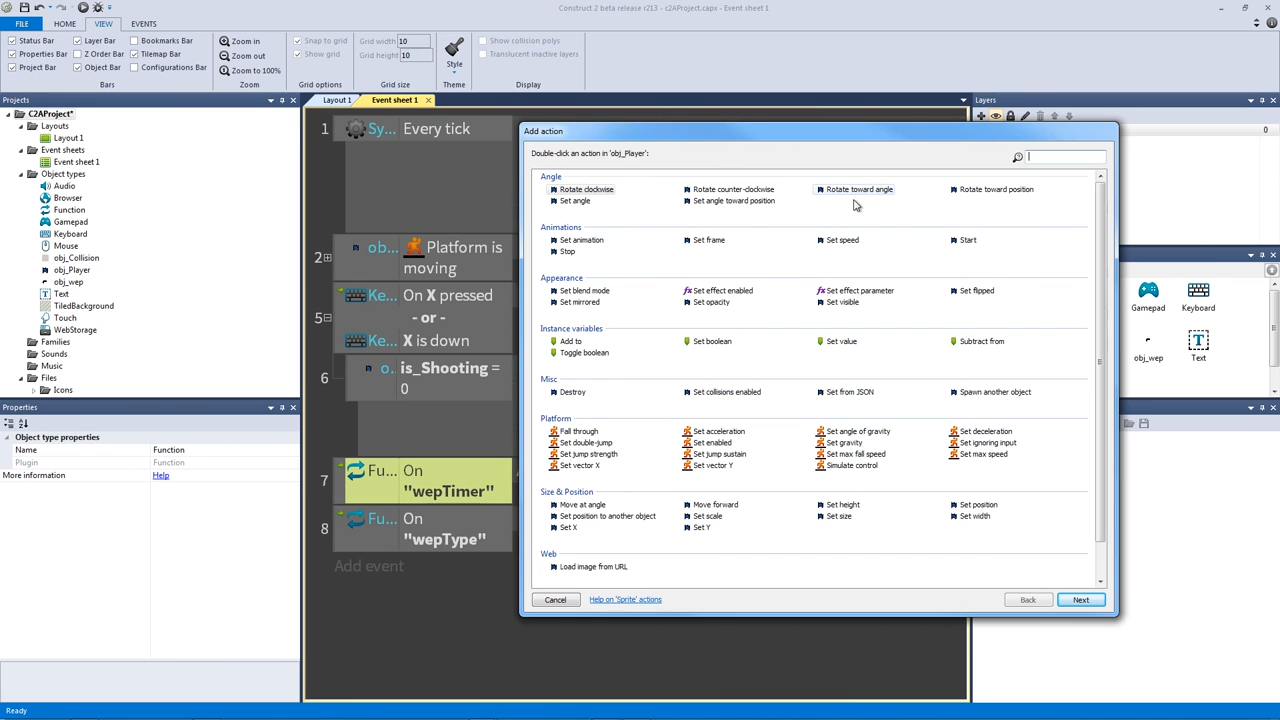 Construct 2 beta release r213 - c2AProject.capx - Event sheet 1
FILE HOME VIEW EVENTS
Status Bar Layer Bar Bookmarks Bar
Properties Bar Z Order Bar Tilemap Bar
Project Bar Object Bar Configurations Bar
Bars
Zoom in
Zoom out
Zoom to 100%
Zoom
Snap to grid
Show grid
Grid options
Grid width 10
Grid height 10
Grid size
Style
Theme
Show collision polys
Translucent inactive layers
Display
Projects
C2AProject*
Layouts
Layout 1
Event sheets
Event sheet 1
Object types
Audio
Browser
Function
Gamepad
Keyboard
Mouse
obj_Collision
obj_Player
obj_wep
Text
TiledBackground
Touch
WebStorage
Families
Sounds
Music
Files
Icons
Properties
Object type properties
Name Function
Plugin Function
More information Help
Layout 1 Event sheet 1
1 Sy... Every tick
2 ob... Platform is
moving
5 Ke... On X pressed
- or -
Ke... X is down
6 o. is_Shooting =
0
7 Fu... On
"wepTimer"
8 Fu... On
"wepType"
Add event
Add action
Double-click an action in 'obj_Player':
Angle
Rotate clockwise Rotate counter-clockwise Rotate toward angle Rotate toward position
Set angle Set angle toward position
Animations
Set animation Set frame Set speed Start
Stop
Appearance
Set blend mode Set effect enabled Set effect parameter Set flipped
Set mirrored Set opacity Set visible
Instance variables
Add to Set boolean Set value Subtract from
Toggle boolean
Misc
Destroy Set collisions enabled Set from JSON Spawn another object
Platform
Fall through Set acceleration Set angle of gravity Set deceleration
Set double-jump Set enabled Set gravity Set ignoring input
Set jump strength Set jump sustain Set max fall speed Set max speed
Set vector X Set vector Y Simulate control
Size & Position
Move at angle Move forward Set height Set position
Set position to another object Set scale Set size Set width
Set X Set Y
Web
Load image from URL
Cancel Help on 'Sprite' actions Back Next
Layers
0
Gamepad Keyboard
obj_wep Text
Ready